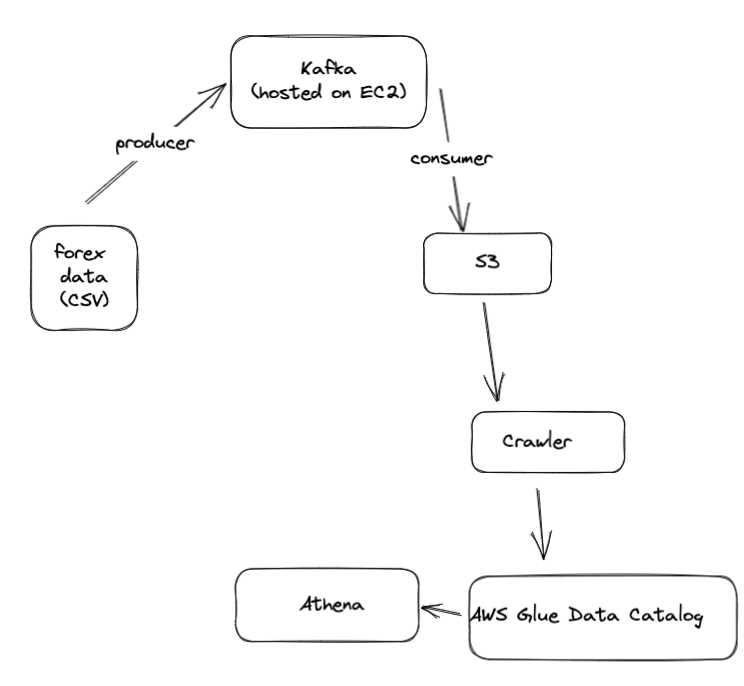 Kafka
(hosted on EC2)
producer
consumer
forex
data
(CSV)
S3
Crawler
AWS Glue Data Catalog
Athena